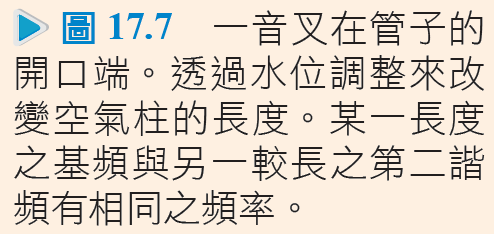 圖 17.7 一音叉在管子的
開口端。透過水位調整來改
變空氣柱的長度。某一長度
之基頻與另一較長之第二諧
頻有相同之頻率。